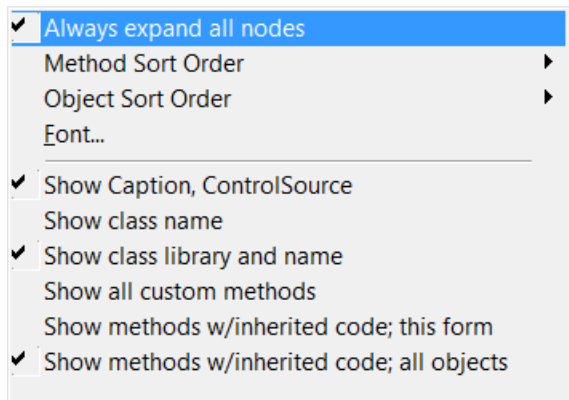 Always expand all nodes
Method Sort Order
Object Sort Order
Font...
Show Caption, ControlSource
Show class name
Show class library and name
Show all custom methods
Show methods w/inherited code; this form
Show methods w/inherited code; all objects